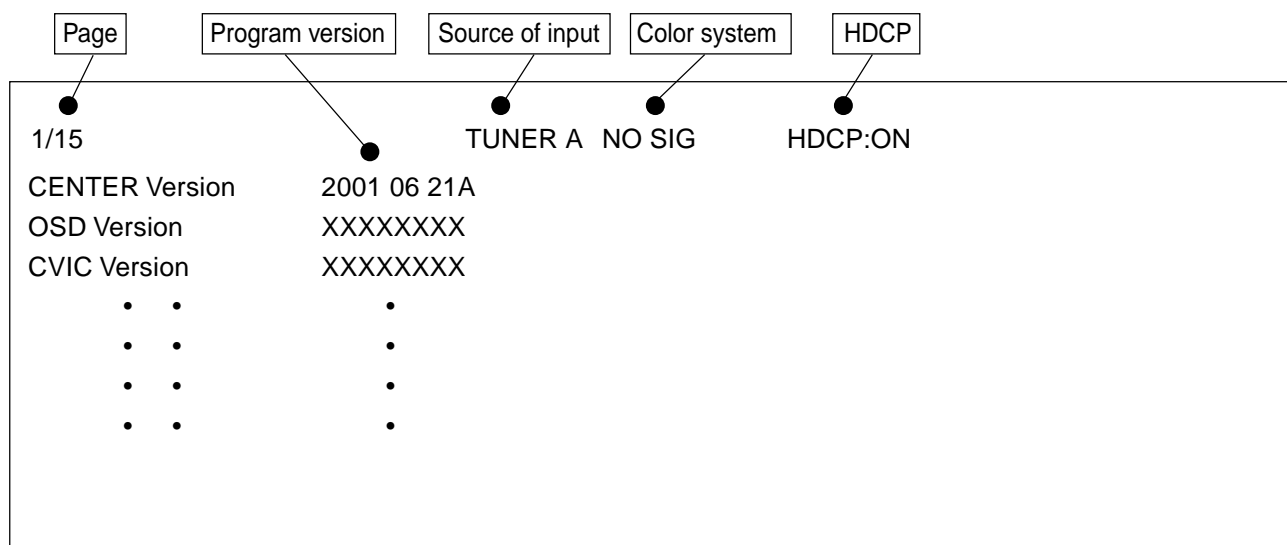 Page Program version Source of input Color system HDCP
1/15 TUNER A NO SIG HDCP:ON
CENTER Version 2001 06 21A
OSD Version XXXXXXXX
CVIC Version XXXXXXXX